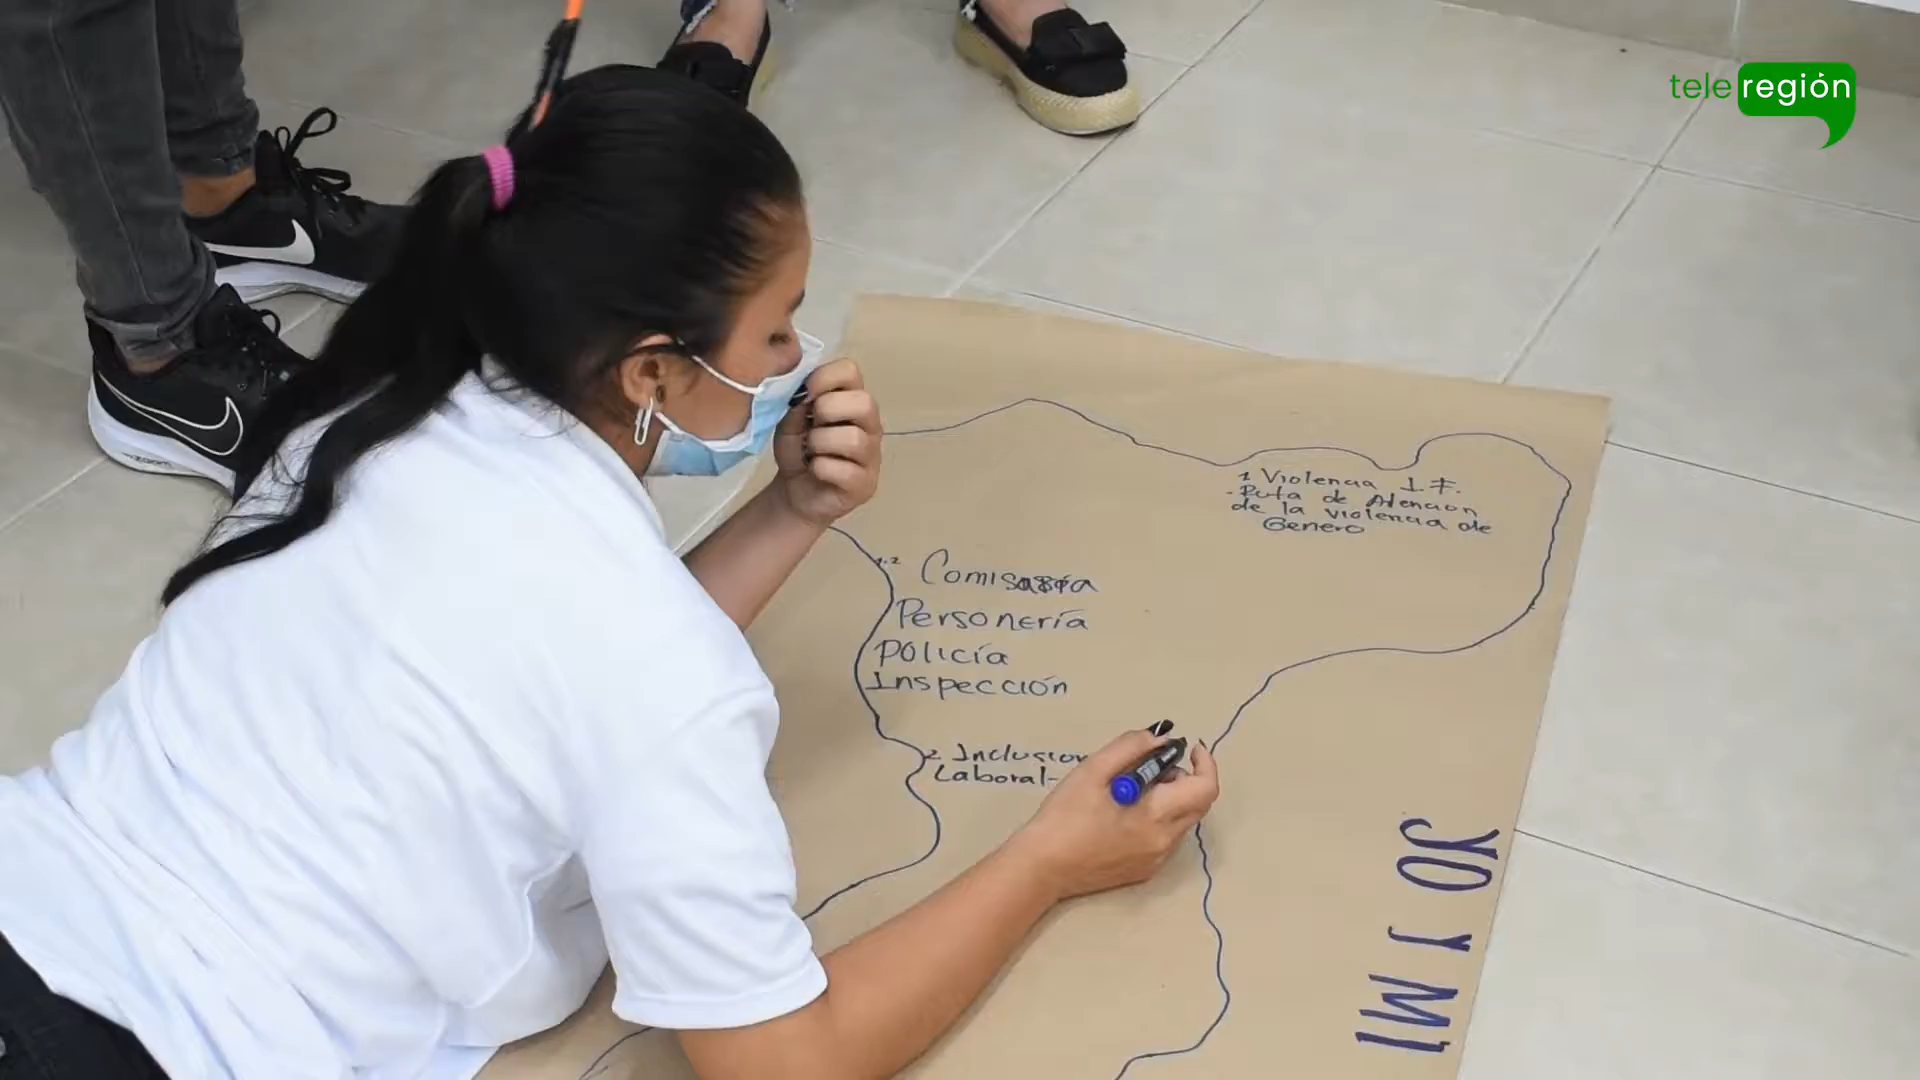 tele región
1 Violencia I.F.
- Ruta de Atencion
de la violencia de
Genero
1.2 Comisaría
Personería
Policía
Inspección
2 Inclusion
Laboral-
YO Y MI
zoom